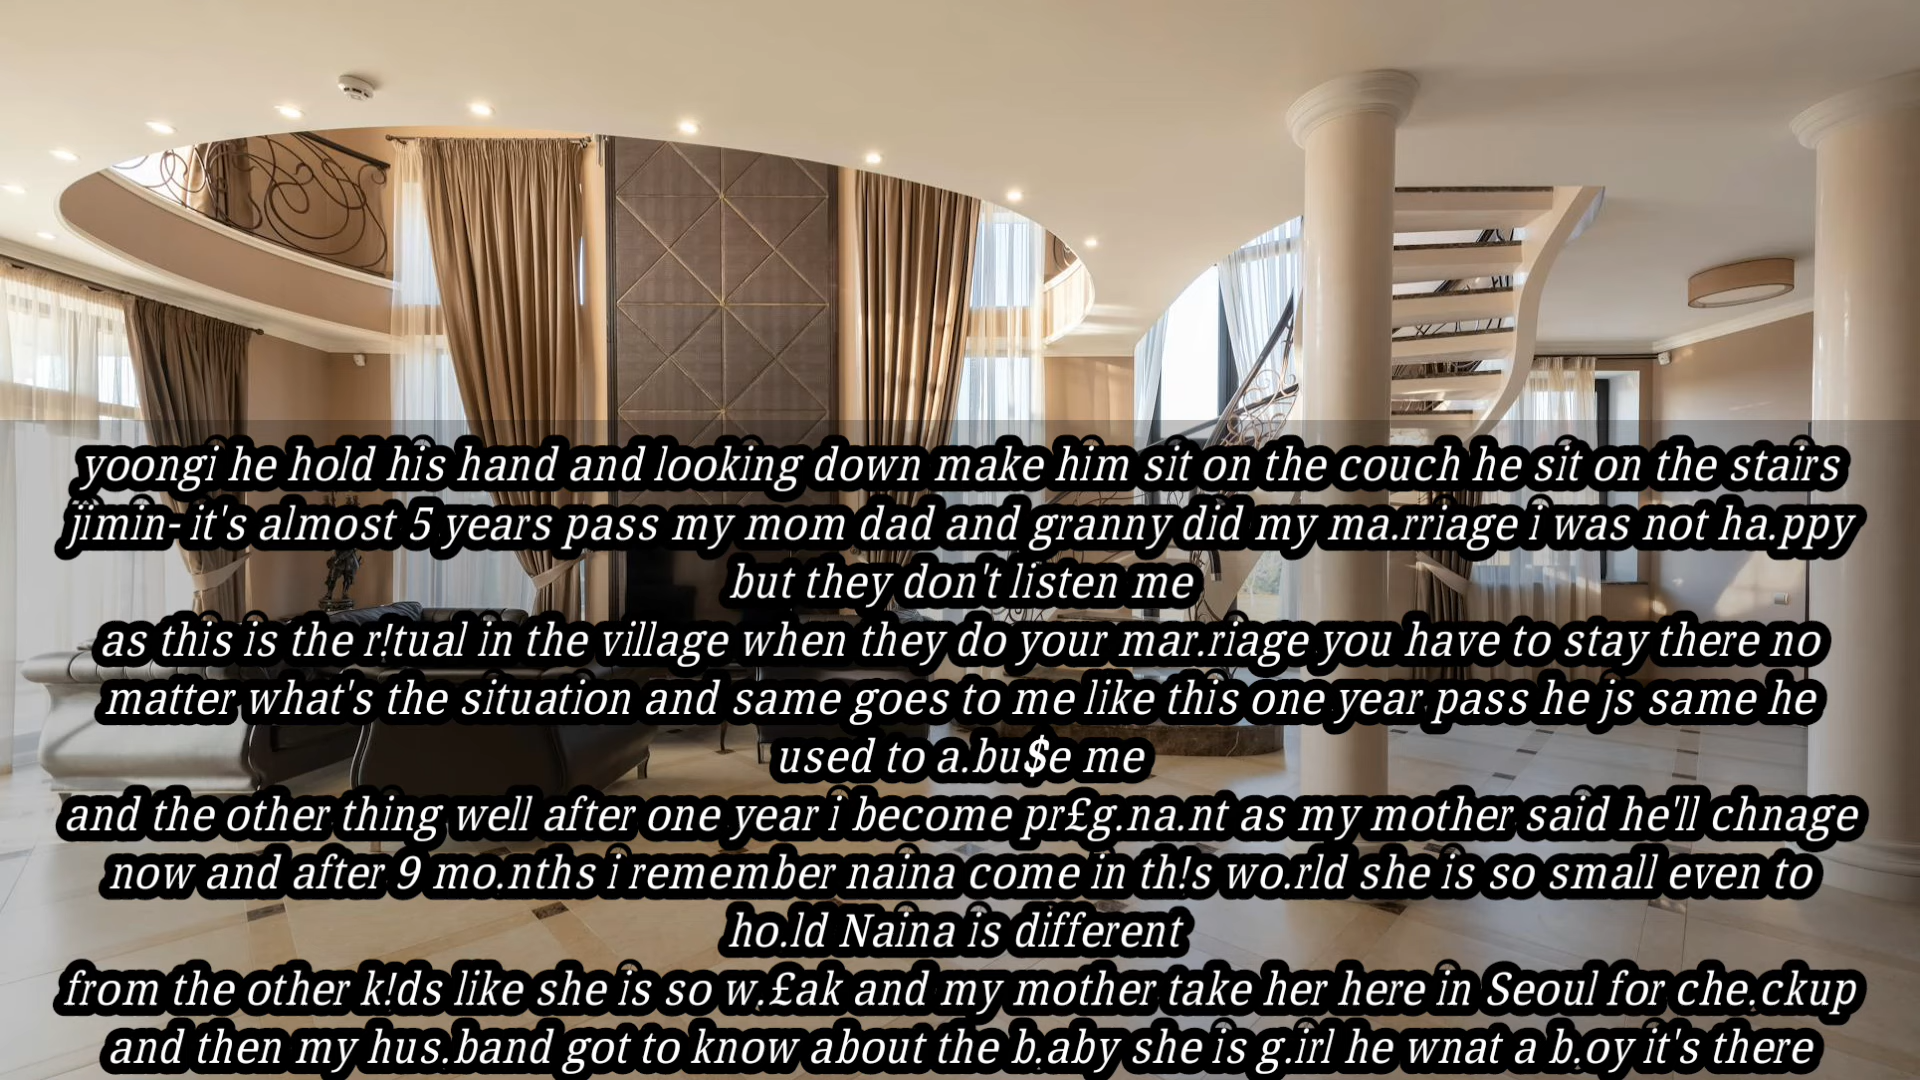 yoongi he hold his hand and looking down make him sit on the couch he sit on the stairs
jimin- it's almost 5 years pass my mom dad and granny did my ma.rriage i was not ha.ppy
but they don't listen me
as this is the r!tual in the village when they do your mar.riage you have to stay there no
matter what's the situation and same goes to me like this one year pass he js same he
used to a.bu$e me
and the other thing well after one year i become pr£g.na.nt as my mother said he'll chnage
now and after 9 mo.nths i remember naina come in th!s wo.rld she is so small even to
ho.ld Naina is different
from the other k!ds like she is so w.£ak and my mother take her here in Seoul for che.ckup
and then my hus.band got to know about the b.aby she is g.irl he wnat a b.oy it's there